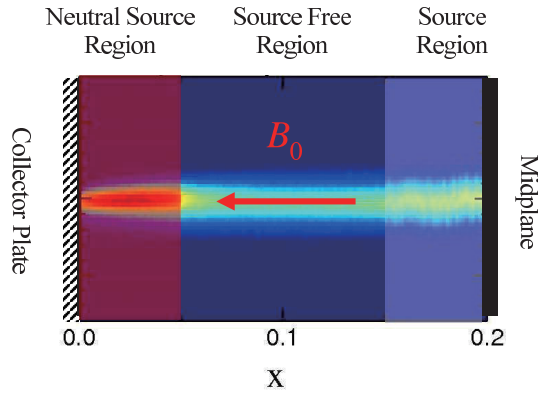 Neutral Source Source Free Source
Region Region Region
B0
Collector Plate
Midplane
0.0 0.1 0.2
x